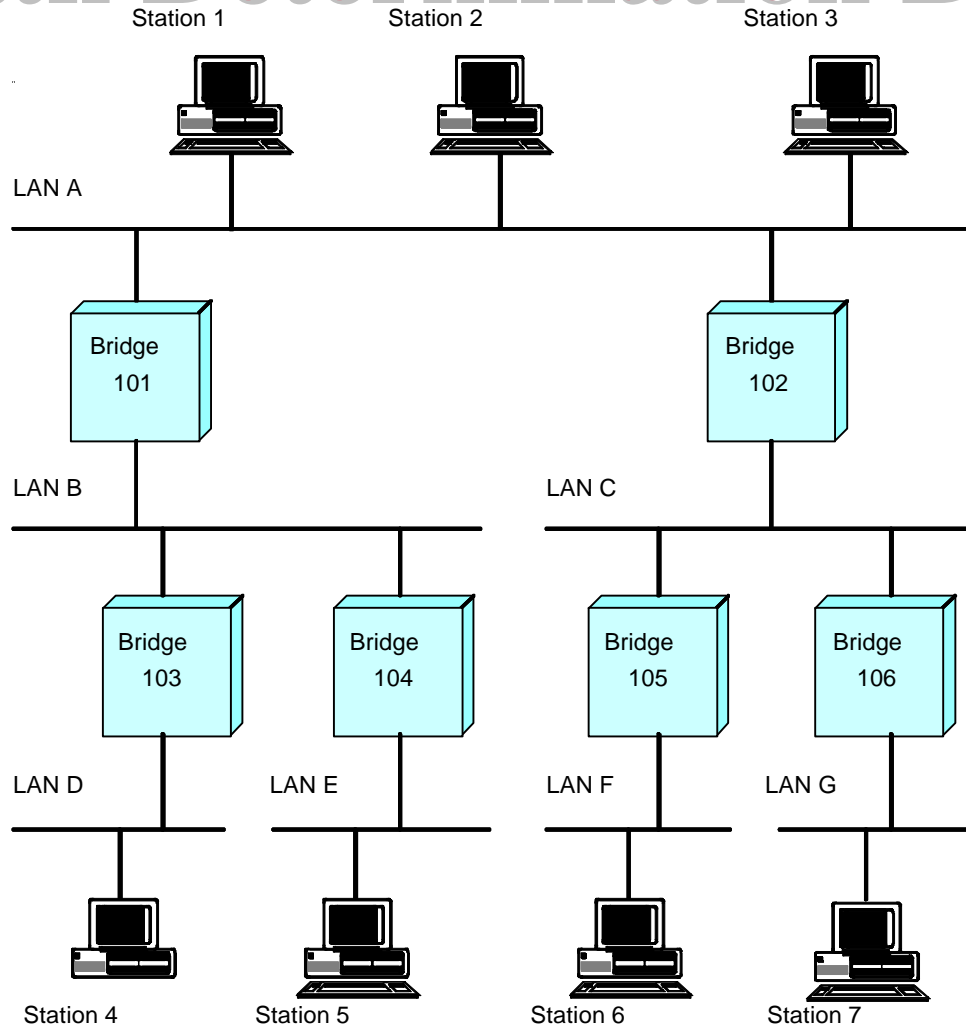 Station 1 Station 2 Station 3
LAN A
Bridge Bridge
101 102
LAN B LAN C
Bridge Bridge Bridge Bridge
103 104 105 106
LAN D LAN E LAN F LAN G
Station 4 Station 5 Station 6 Station 7